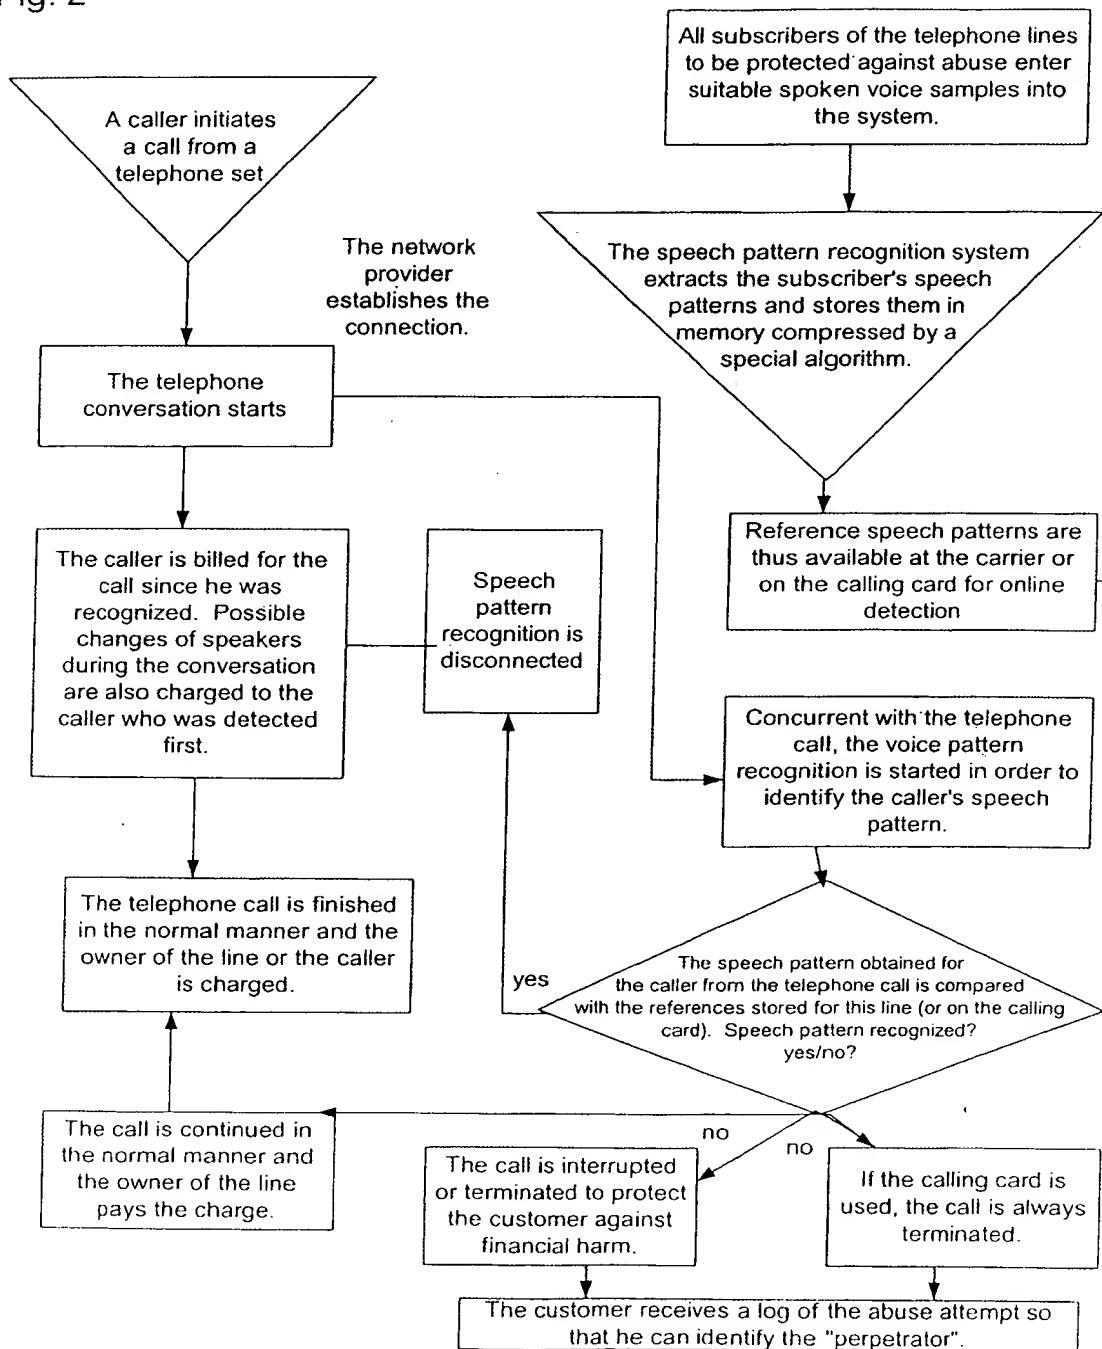 Fig. 2
All subscribers of the telephone lines
to be protected against abuse enter
suitable spoken voice samples into
the system.
A caller initiates
a call from a
telephone set
The network
provider
establishes the
connection.
The speech pattern recognition system
extracts the subscriber's speech
patterns and stores them in
memory compressed by a
special algorithm.
The telephone
conversation starts
Reference speech patterns are
thus available at the carrier or
on the calling card for online
detection
The caller is billed for the
call since he was
recognized. Possible
changes of speakers
during the conversation
are also charged to the
caller who was detected
first.
Speech
pattern
recognition is
disconnected
Concurrent with the telephone
call, the voice pattern
recognition is started in order to
identify the caller's speech
pattern.
The telephone call is finished
in the normal manner and the
owner of the line or the caller
is charged.
yes
The speech pattern obtained for
the caller from the telephone call is compared
with the references stored for this line (or on the calling
card). Speech pattern recognized?
yes/no?
no
no
The call is continued in
the normal manner and
the owner of the line
pays the charge.
The call is interrupted
or terminated to protect
the customer against
financial harm.
If the calling card is
used, the call is always
terminated.
The customer receives a log of the abuse attempt so
that he can identify the "perpetrator".